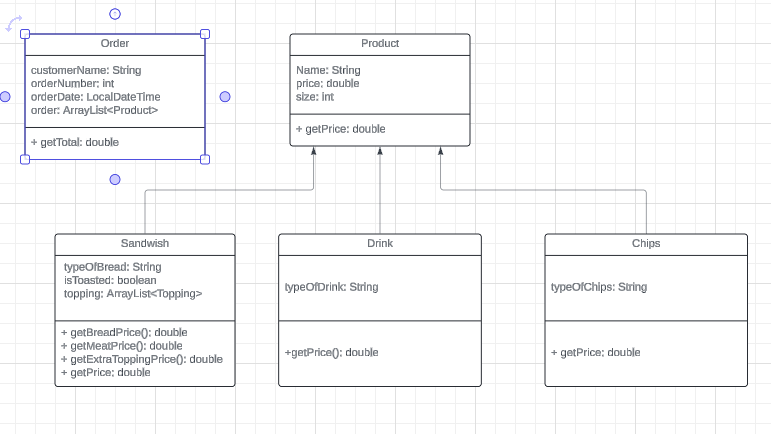 Order
customerName: String
orderNumber: int
orderDate: LocalDateTime
order: ArrayList<Product>
+ getTotal: double
Product
Name: String
price: double
size: int
+ getPrice: double
Sandwish
typeOfBread: String
isToasted: boolean
topping: ArrayList<Topping>
+ getBreadPrice(): double
+ getMeatPrice(): double
+ getExtraToppingPrice(): double
+ getPrice: double
Drink
typeOfDrink: String
+getPrice(): double
Chips
typeOfChips: String
+ getPrice: double